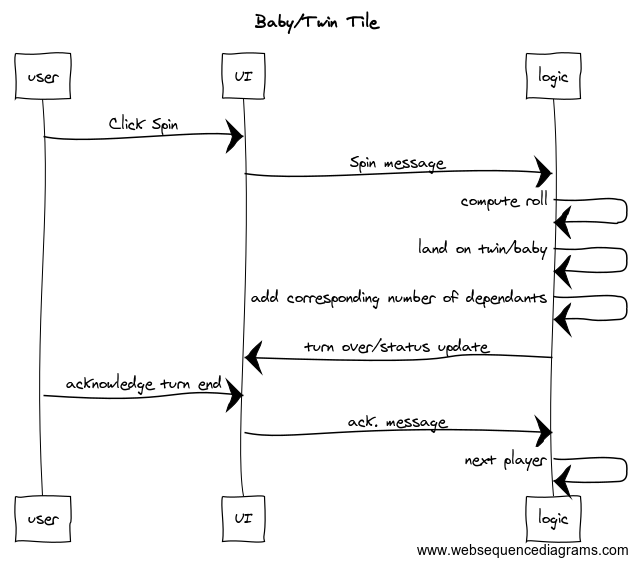 Baby/Twin Tile
user
UI
logic
Click Spin
Spin message
compute roll
land on twin/baby
add corresponding number of dependants
turn over/status update
acknowledge turn end
ack. message
next player
user
UI
logic
www.websequencediagrams.com